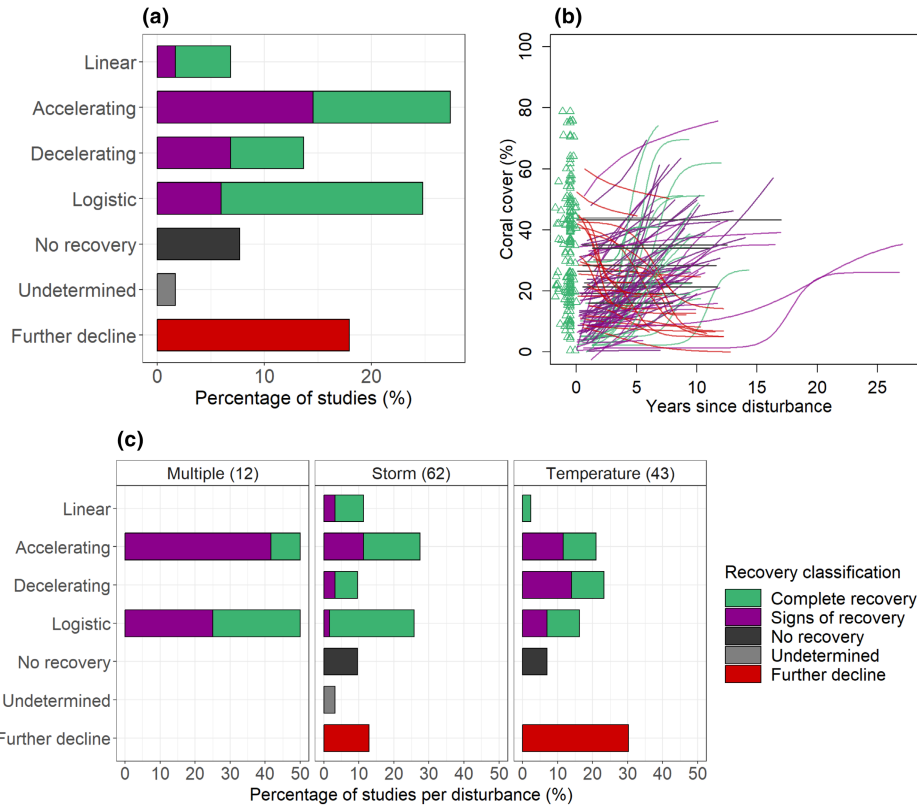 (a)
Linear
Accelerating
Decelerating
Logistic
No recovery
Undetermined
Further decline
0 10 20
Percentage of studies (%)
(b)
Coral cover (%)
100
80
60
40
20
0
0 5 10 15 20 25
Years since disturbance
(c)
Multiple (12) Storm (62) Temperature (43)
Linear
Accelerating
Decelerating
Logistic
No recovery
Undetermined
Further decline
0 10 20 30 40 50 0 10 20 30 40 50 0 10 20 30 40 50
Percentage of studies per disturbance (%)
Recovery classification
Complete recovery
Signs of recovery
No recovery
Undetermined
Further decline